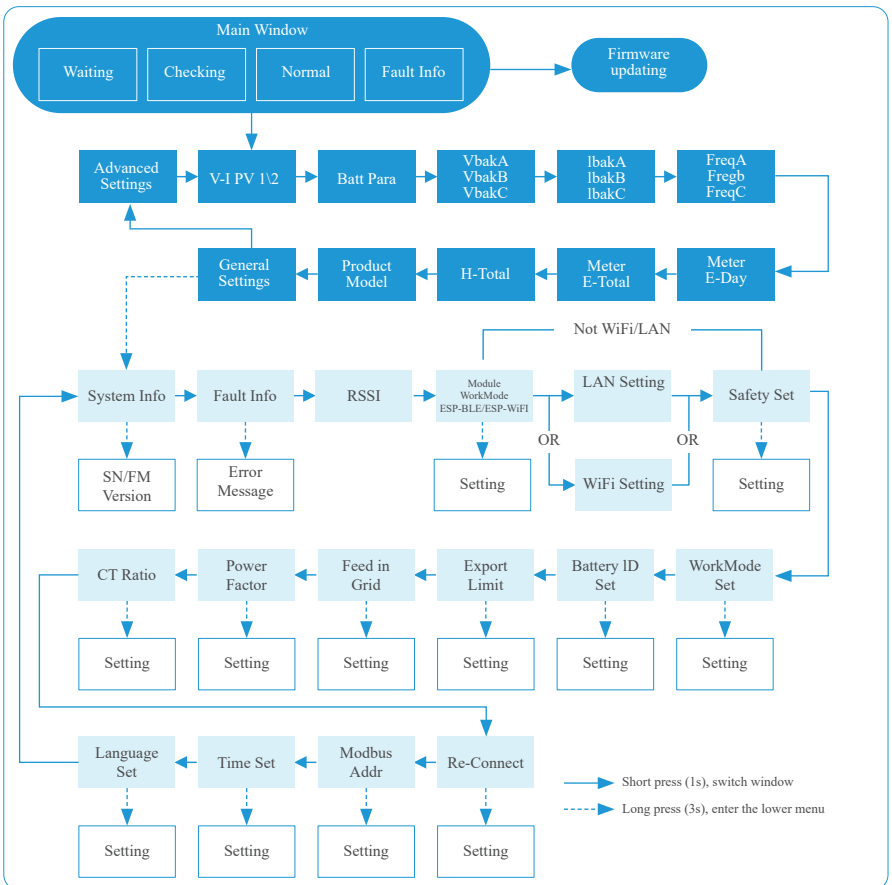 Main Window
Waiting
Checking
Normal
Fault Info
Firmware
updating
Advanced
Settings
V-I PV 1\2
Batt Para
VbakA
VbakB
VbakC
lbakA
lbakB
lbakC
FreqA
Fregb
FreqC
General
Settings
Product
Model
H-Total
Meter
E-Total
Meter
E-Day
Not WiFi/LAN
System Info
Fault Info
RSSI
Module
WorkMode
ESP-BLE/ESP-WiFI
LAN Setting
Safety Set
OR
OR
SN/FM
Version
Error
Message
Setting
WiFi Setting
Setting
CT Ratio
Power
Factor
Feed in
Grid
Export
Limit
Battery lD
Set
WorkMode
Set
Setting
Setting
Setting
Setting
Setting
Setting
Language
Set
Time Set
Modbus
Addr
Re-Connect
Short press (1s), switch window
Long press (3s), enter the lower menu
Setting
Setting
Setting
Setting